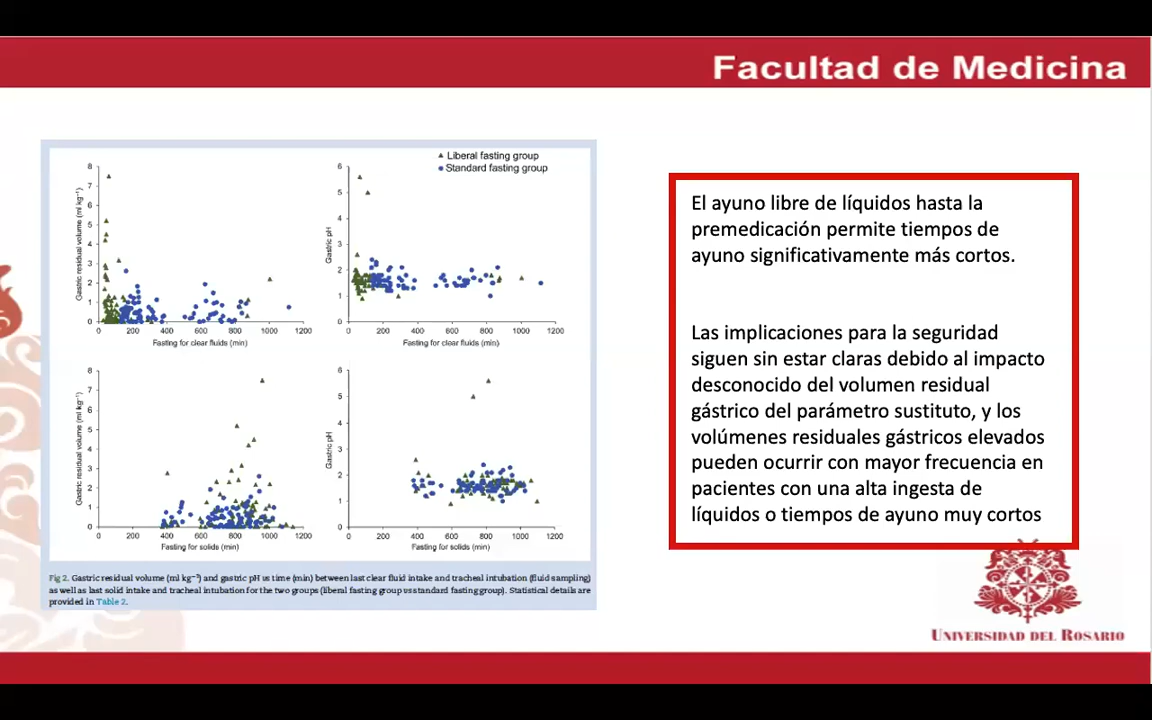 Facultad de Medicina
Liberal fasting group
Standard fasting group
8
7
6
5
4
3
2
1
0
Gastric residual volume (ml kg⁻¹)
0 200 400 600 800 1000 1200
Fasting for clear fluids (min)
6
5
4
3
2
1
0
Gastric pH
0 200 400 600 800 1000 1200
Fasting for clear fluids (min)
8
7
6
5
4
3
2
1
0
Gastric residual volume (ml kg⁻¹)
0 200 400 600 800 1000 1200
Fasting for solids (min)
6
5
4
3
2
1
0
Gastric pH
0 200 400 600 800 1000 1200
Fasting for solids (min)
Fig 2. Gastric residual volume (ml kg⁻¹) and gastric pH vs time (min) between last clear fluid intake and tracheal intubation (fluid sampling)
as well as last solid intake and tracheal intubation for the two groups (liberal fasting group vs standard fasting group). Statistical details are
provided in Table 2.
El ayuno libre de líquidos hasta la
premedicación permite tiempos de
ayuno significativamente más cortos.
Las implicaciones para la seguridad
siguen sin estar claras debido al impacto
desconocido del volumen residual
gástrico del parámetro sustituto, y los
volúmenes residuales gástricos elevados
pueden ocurrir con mayor frecuencia en
pacientes con una alta ingesta de
líquidos o tiempos de ayuno muy cortos
UNIVERSIDAD DEL ROSARIO